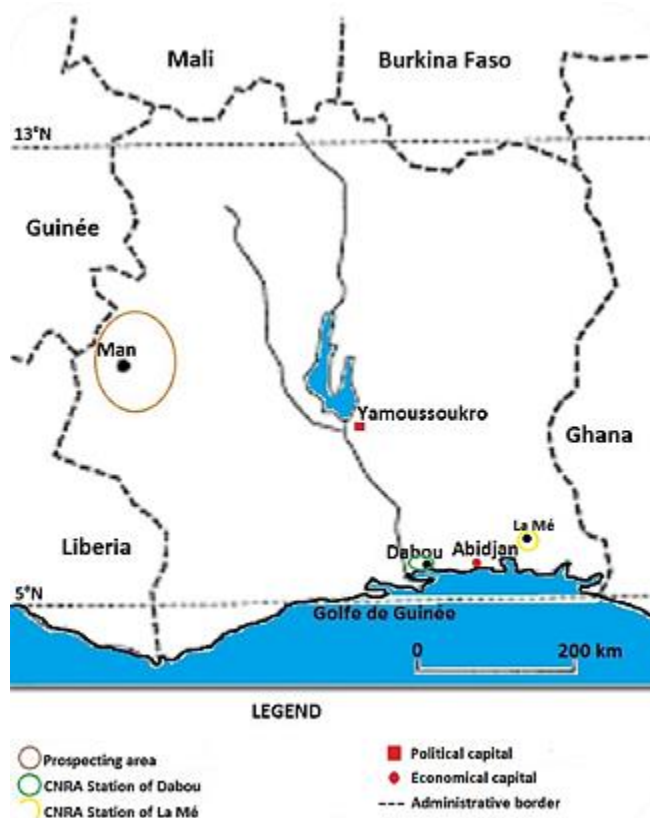 Mali
Burkina Faso
13°N
Guinée
Man
Yamoussoukro
Ghana
La Mé
Liberia
Dabou
Abidjan
5°N
Golfe de Guinée
0
200 km
LEGEND
Prospecting area
CNRA Station of Dabou
CNRA Station of La Mé
Political capital
Economical capital
Administrative border